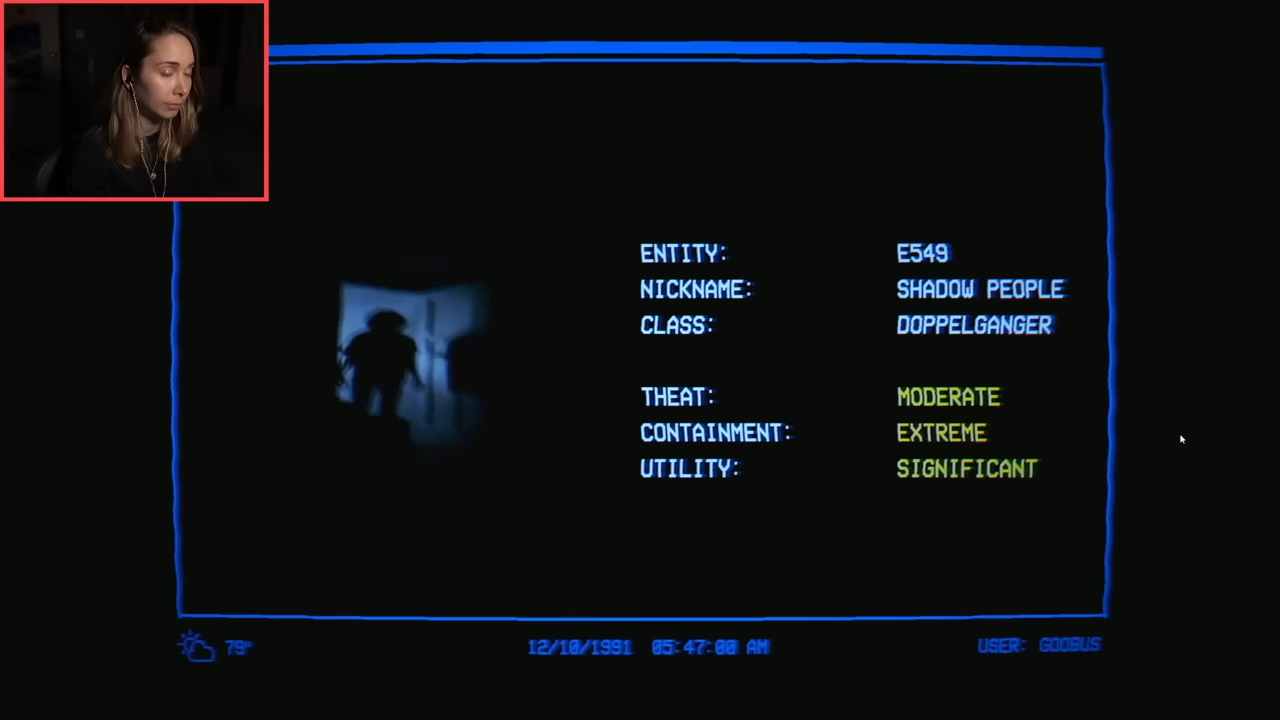 ENTITY: E549
NICKNAME: SHADOW PEOPLE
CLASS: DOPPELGANGER
THEAT: MODERATE
CONTAINMENT: EXTREME
UTILITY: SIGNIFICANT
79° 12/10/1991 05:47:00 AM USER: GOOBUS